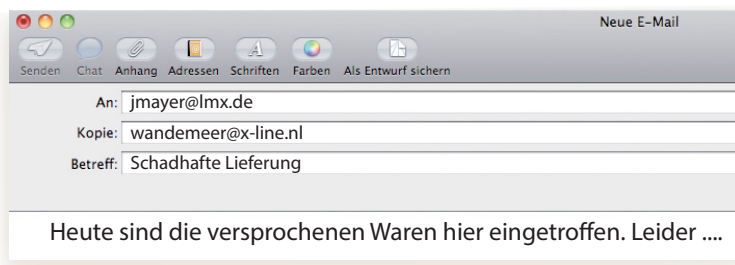 Neue E-Mail
Senden Chat Anhang Adressen Schriften Farben Als Entwurf sichern
An: jmayer@lmx.de
Kopie: wandemeer@x-line.nl
Betreff: Schadhafte Lieferung
Heute sind die versprochenen Waren hier eingetroffen. Leider ....